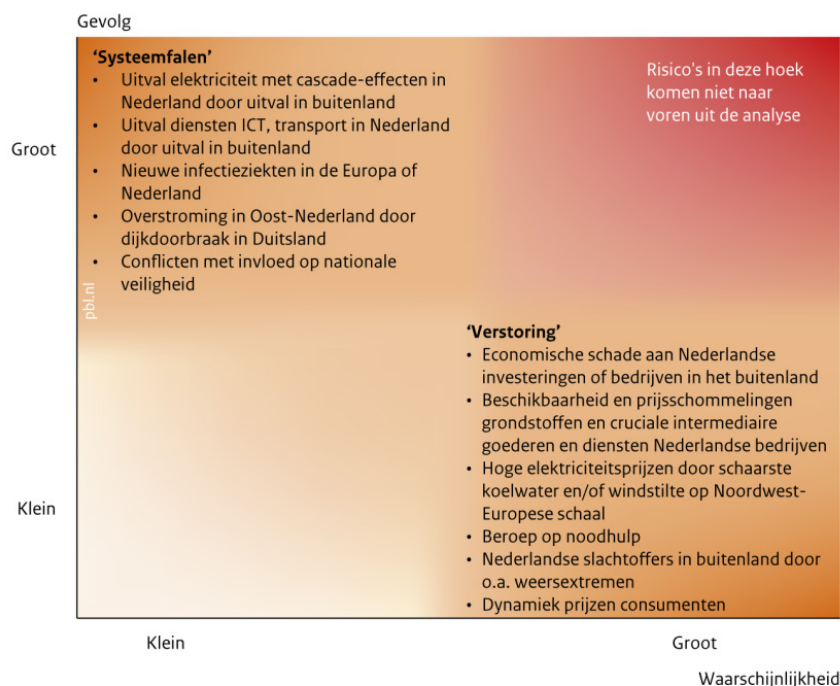 Gevolg
‘Systeemfalen’
• Uitval elektriciteit met cascade-effecten in
Nederland door uitval in buitenland
• Uitval diensten ICT, transport in Nederland
door uitval in buitenland
• Nieuwe infectieziekten in de Europa of
Nederland
• Overstroming in Oost-Nederland door
dijkdoorbraak in Duitsland
• Conflicten met invloed op nationale
veiligheid
Risico's in deze hoek
komen niet naar
voren uit de analyse
Groot
pbl.nl
‘Verstoring’
• Economische schade aan Nederlandse
investeringen of bedrijven in het buitenland
• Beschikbaarheid en prijsschommelingen
grondstoffen en cruciale intermediaire
goederen en diensten Nederlandse bedrijven
• Hoge elektriciteitsprijzen door schaarste
koelwater en/of windstilte op Noordwest-
Europese schaal
• Beroep op noodhulp
• Nederlandse slachtoffers in buitenland door
o.a. weersextremen
• Dynamiek prijzen consumenten
Klein
Klein
Groot
Waarschijnlijkheid